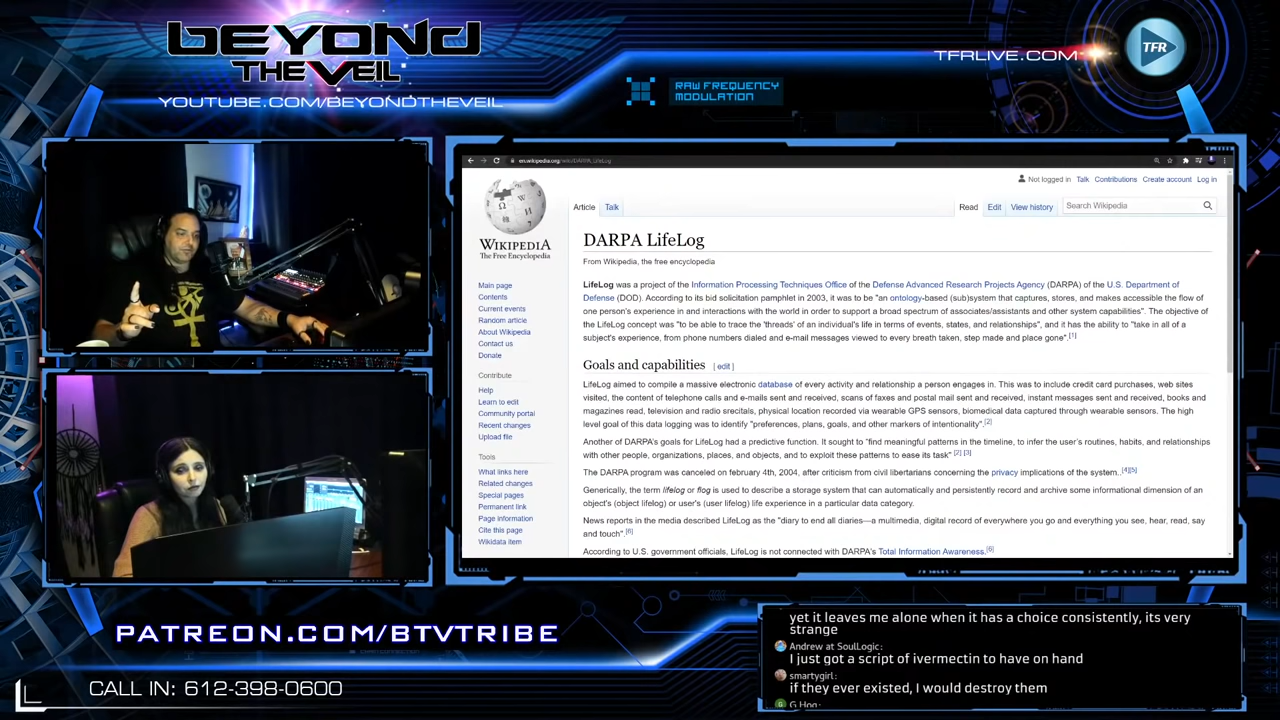 BEYOND
THE VEIL
YOUTUBE.COM/BEYONDTHEVEIL
RAW FREQUENCY
MODULATION
TFRLIVE.COM
TFR
en.wikipedia.org/wiki/DARPA_LifeLog
Not logged in Talk Contributions Create account Log in
Article Talk
Read Edit View history
Search Wikipedia
WIKIPEDIA
The Free Encyclopedia
Main page
Contents
Current events
Random article
About Wikipedia
Contact us
Donate
Contribute
Help
Learn to edit
Community portal
Recent changes
Upload file
Tools
What links here
Related changes
Special pages
Permanent link
Page information
Cite this page
Wikidata item
DARPA LifeLog
From Wikipedia, the free encyclopedia
LifeLog was a project of the Information Processing Techniques Office of the Defense Advanced Research Projects Agency (DARPA) of the U.S. Department of
Defense (DOD). According to its bid solicitation pamphlet in 2003, it was to be "an ontology-based (sub)system that captures, stores, and makes accessible the flow of
one person's experience in and interactions with the world in order to support a broad spectrum of associates/assistants and other system capabilities". The objective of
the LifeLog concept was "to be able to trace the 'threads' of an individual's life in terms of events, states, and relationships", and it has the ability to "take in all of a
subject's experience, from phone numbers dialed and e-mail messages viewed to every breath taken, step made and place gone".[1]
Goals and capabilities [ edit ]
LifeLog aimed to compile a massive electronic database of every activity and relationship a person engages in. This was to include credit card purchases, web sites
visited, the content of telephone calls and e-mails sent and received, scans of faxes and postal mail sent and received, instant messages sent and received, books and
magazines read, television and radio srecitals, physical location recorded via wearable GPS sensors, biomedical data captured through wearable sensors. The high
level goal of this data logging was to identify "preferences, plans, goals, and other markers of intentionality".[2]
Another of DARPA's goals for LifeLog had a predictive function. It sought to "find meaningful patterns in the timeline, to infer the user's routines, habits, and relationships
with other people, organizations, places, and objects, and to exploit these patterns to ease its task" [2] [3]
The DARPA program was canceled on february 4th, 2004, after criticism from civil libertarians concerning the privacy implications of the system. [4][5]
Generically, the term lifelog or flog is used to describe a storage system that can automatically and persistently record and archive some informational dimension of an
object's (object lifelog) or user's (user lifelog) life experience in a particular data category.
News reports in the media described LifeLog as the "diary to end all diaries—a multimedia, digital record of everywhere you go and everything you see, hear, read, say
and touch".[6]
According to U.S. government officials, LifeLog is not connected with DARPA's Total Information Awareness.[6]
PATREON.COM/BTVTRIBE
CALL IN: 612-398-0600
yet it leaves me alone when it has a choice consistently, its very
strange
Andrew at SoulLogic:
I just got a script of ivermectin to have on hand
smartygirl:
if they ever existed, I would destroy them